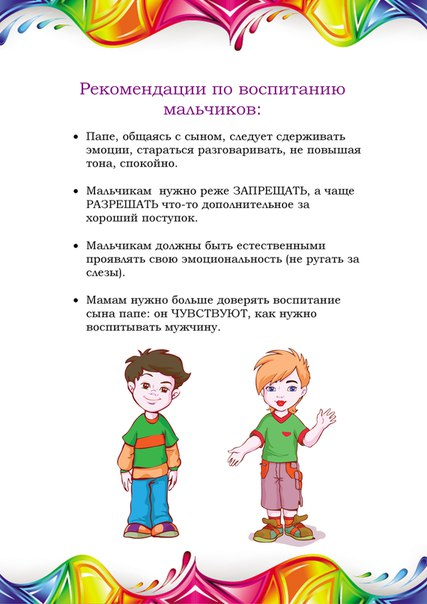 Рекомендации по воспитанию
мальчиков:
• Папе, общаясь с сыном, следует сдерживать
эмоции, стараться разговаривать, не повышая
тона, спокойно.
• Мальчикам нужно реже ЗАПРЕЩАТЬ, а чаще
РАЗРЕШАТЬ что-то дополнительное за
хороший поступок.
• Мальчикам должны быть естественными
проявлять свою эмоциональность (не ругать за
слезы).
• Мамам нужно больше доверять воспитание
сына папе: он ЧУВСТВУЮТ, как нужно
воспитывать мужчину.